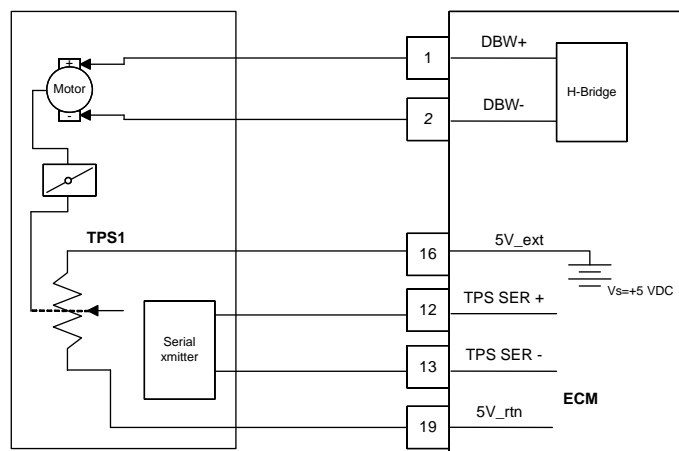 +
Motor
-
TPS1
Serial
xmitter
1
2
16
12
13
19
DBW+
DBW-
H-Bridge
5V_ext
Vs=+5 VDC
TPS SER +
TPS SER -
ECM
5V_rtn